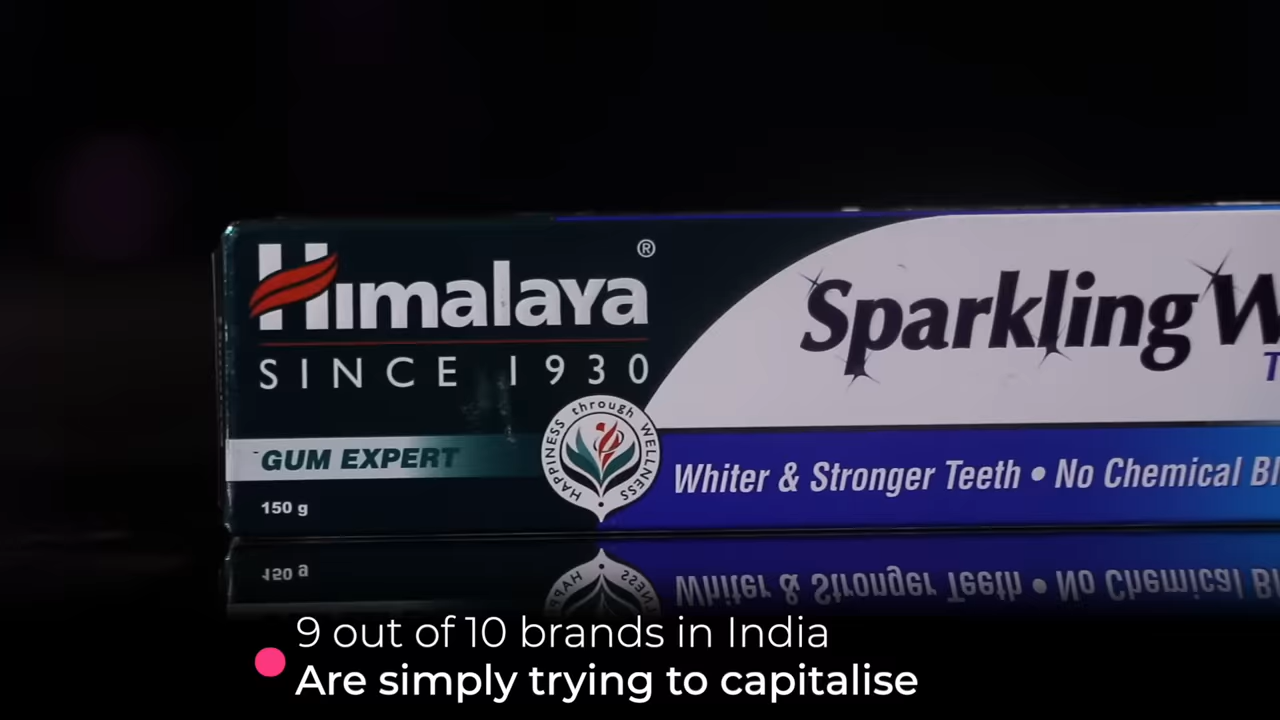 Himalaya®
SINCE 1930
GUM EXPERT
150 g
HAPPINESS through WELLNESS
Sparkling W
T
Whiter & Stronger Teeth • No Chemical Bl
9 out of 10 brands in India
Are simply trying to capitalise